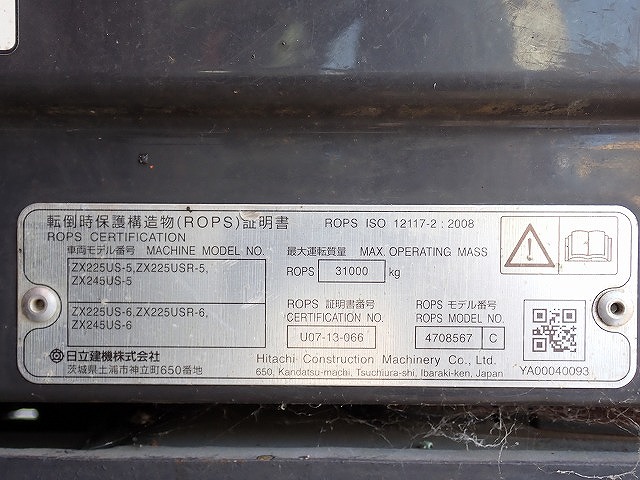 転倒時保護構造物(ROPS)証明書 ROPS ISO 12117-2 : 2008
ROPS CERTIFICATION
車両モデル番号 MACHINE MODEL NO.
ZX225US-5,ZX225USR-5,
ZX245US-5
ZX225US-6,ZX225USR-6,
ZX245US-6
最大運転質量 MAX. OPERATING MASS
ROPS 31000 kg
ROPS 証明書番号
CERTIFICATION NO.
U07-13-066
ROPS モデル番号
ROPS MODEL NO.
4708567 C
日立建機株式会社
茨城県土浦市神立町650番地
Hitachi Construction Machinery Co., Ltd.
650, Kandatsu-machi, Tsuchiura-shi, Ibaraki-ken, Japan
YA00040093